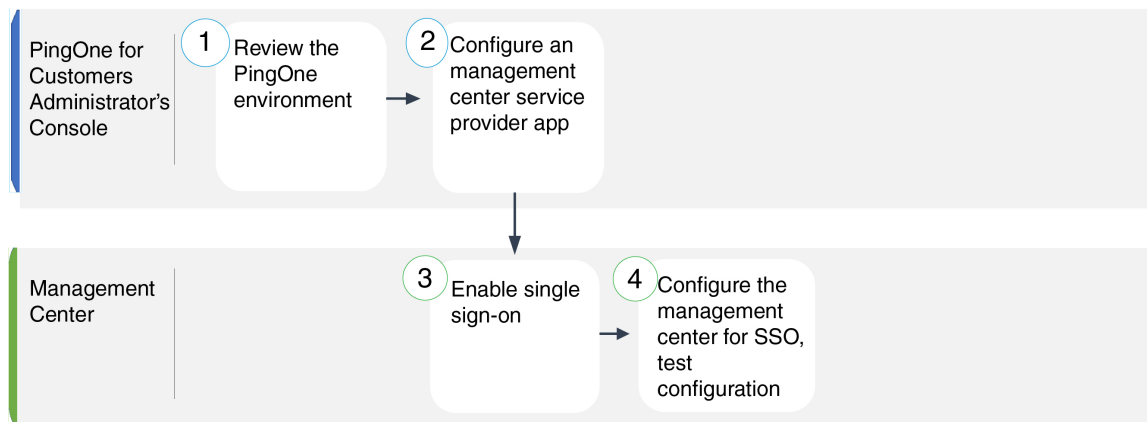 PingOne for
Customers
Administrator's
Console
1
Review the
PingOne
environment
2
Configure an
management
center service
provider app
Management
Center
3
Enable single
sign-on
4
Configure the
management
center for SSO,
test
configuration